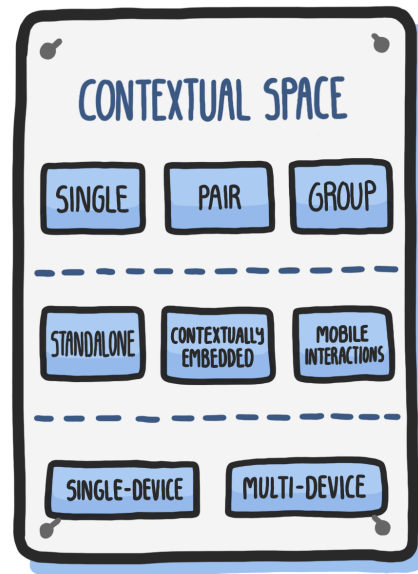 CONTEXTUAL SPACE
SINGLE
PAIR
GROUP
STANDALONE
CONTEXTUALLY
EMBEDDED
MOBILE
INTERACTIONS
SINGLE-DEVICE
MULTI-DEVICE